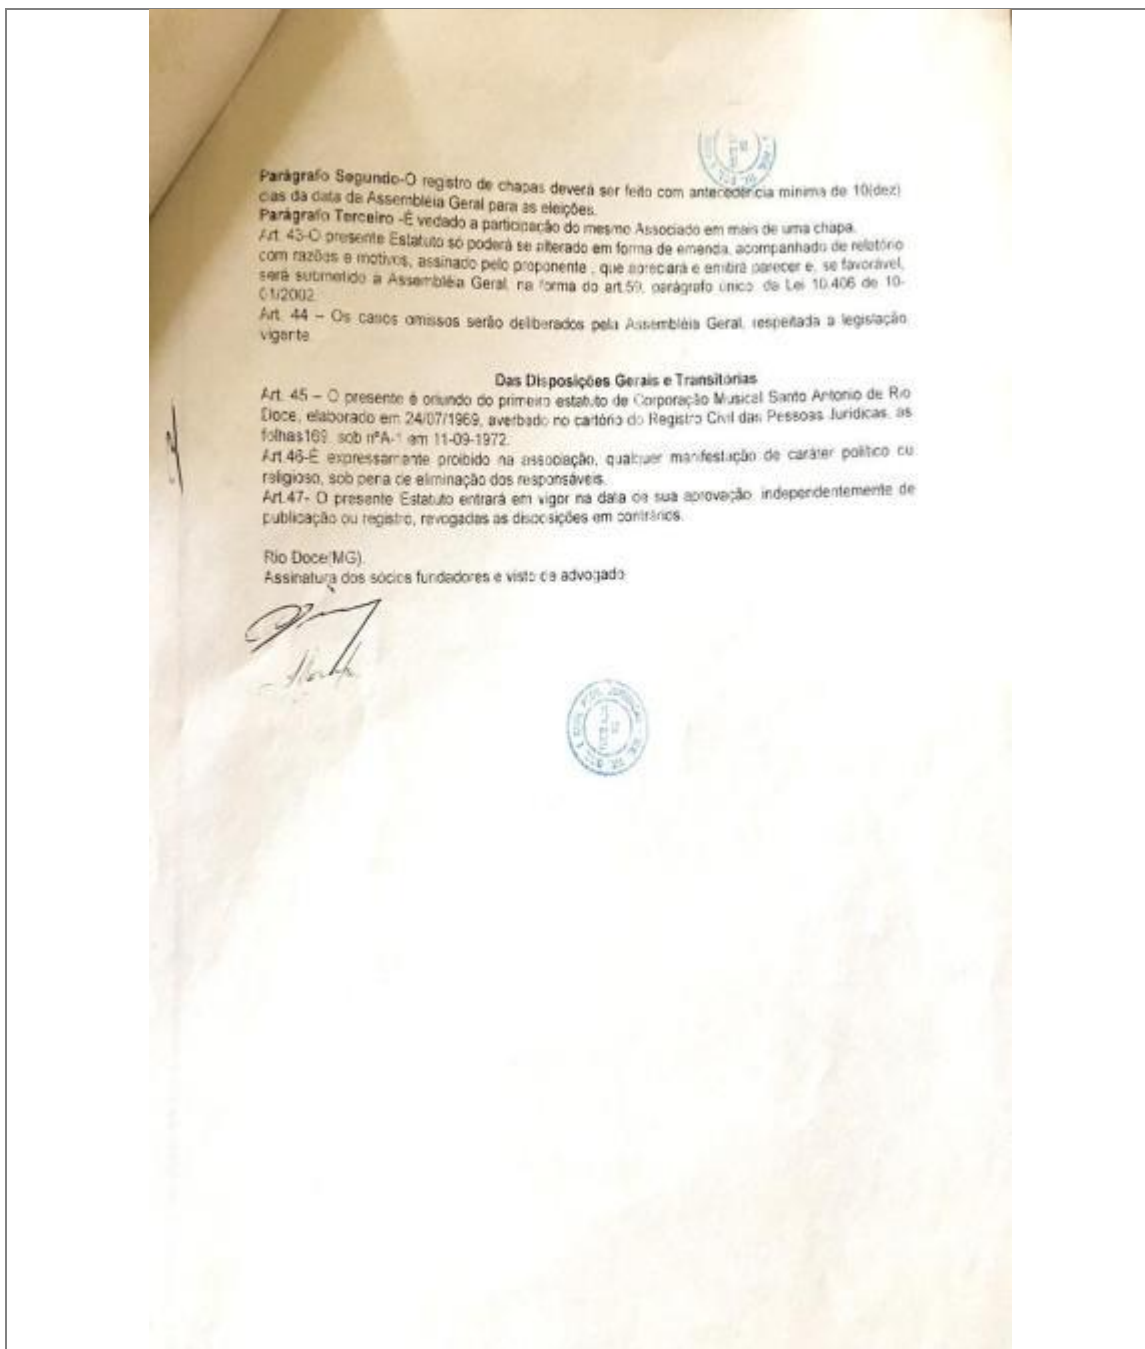 Parágrafo Segundo-O registro de chapas deverá ser feito com antecedência minima de 10(dez)
dias da data da Assembléia Geral para as eleições.
Parágrafo Terceiro -É vedado a participação do mesmo Associado em mais de uma chapa.
Art. 43-O presente Estatuto só poderá se alterado em forma de emenda, acompanhado de relatório
com razões e motivos, assinado pelo proponente , que apreciará e emitirá parecer e, se favorável,
será submetido a Assembléia Geral, na forma do art.59, parágrafo único, da Lei 10.406 de 10-
01/2002.
Art. 44 – Os casos omissos serão deliberados pela Assembléia Geral, respeitada a legislação
vigente.
Das Disposições Gerais e Transitórias
Art. 45 – O presente é oriundo do primeiro estatuto de Corporação Musical Santo Antonio de Rio
Doce, elaborado em 24/07/1969, averbado no cartório do Registro Civil das Pessoas Jurídicas, as
folhas169, sob nºA-1 em 11-09-1972.
Art.46-É expressamente proibido na associação, qualquer manifestação de caráter político ou
religioso, sob pena de eliminação dos responsáveis.
Art.47- O presente Estatuto entrará em vigor na data de sua aprovação, independentemente de
publicação ou registro, revogadas as disposições em contrários.
Rio Doce(MG).
Assinatura dos sócios fundadores e visto de advogado